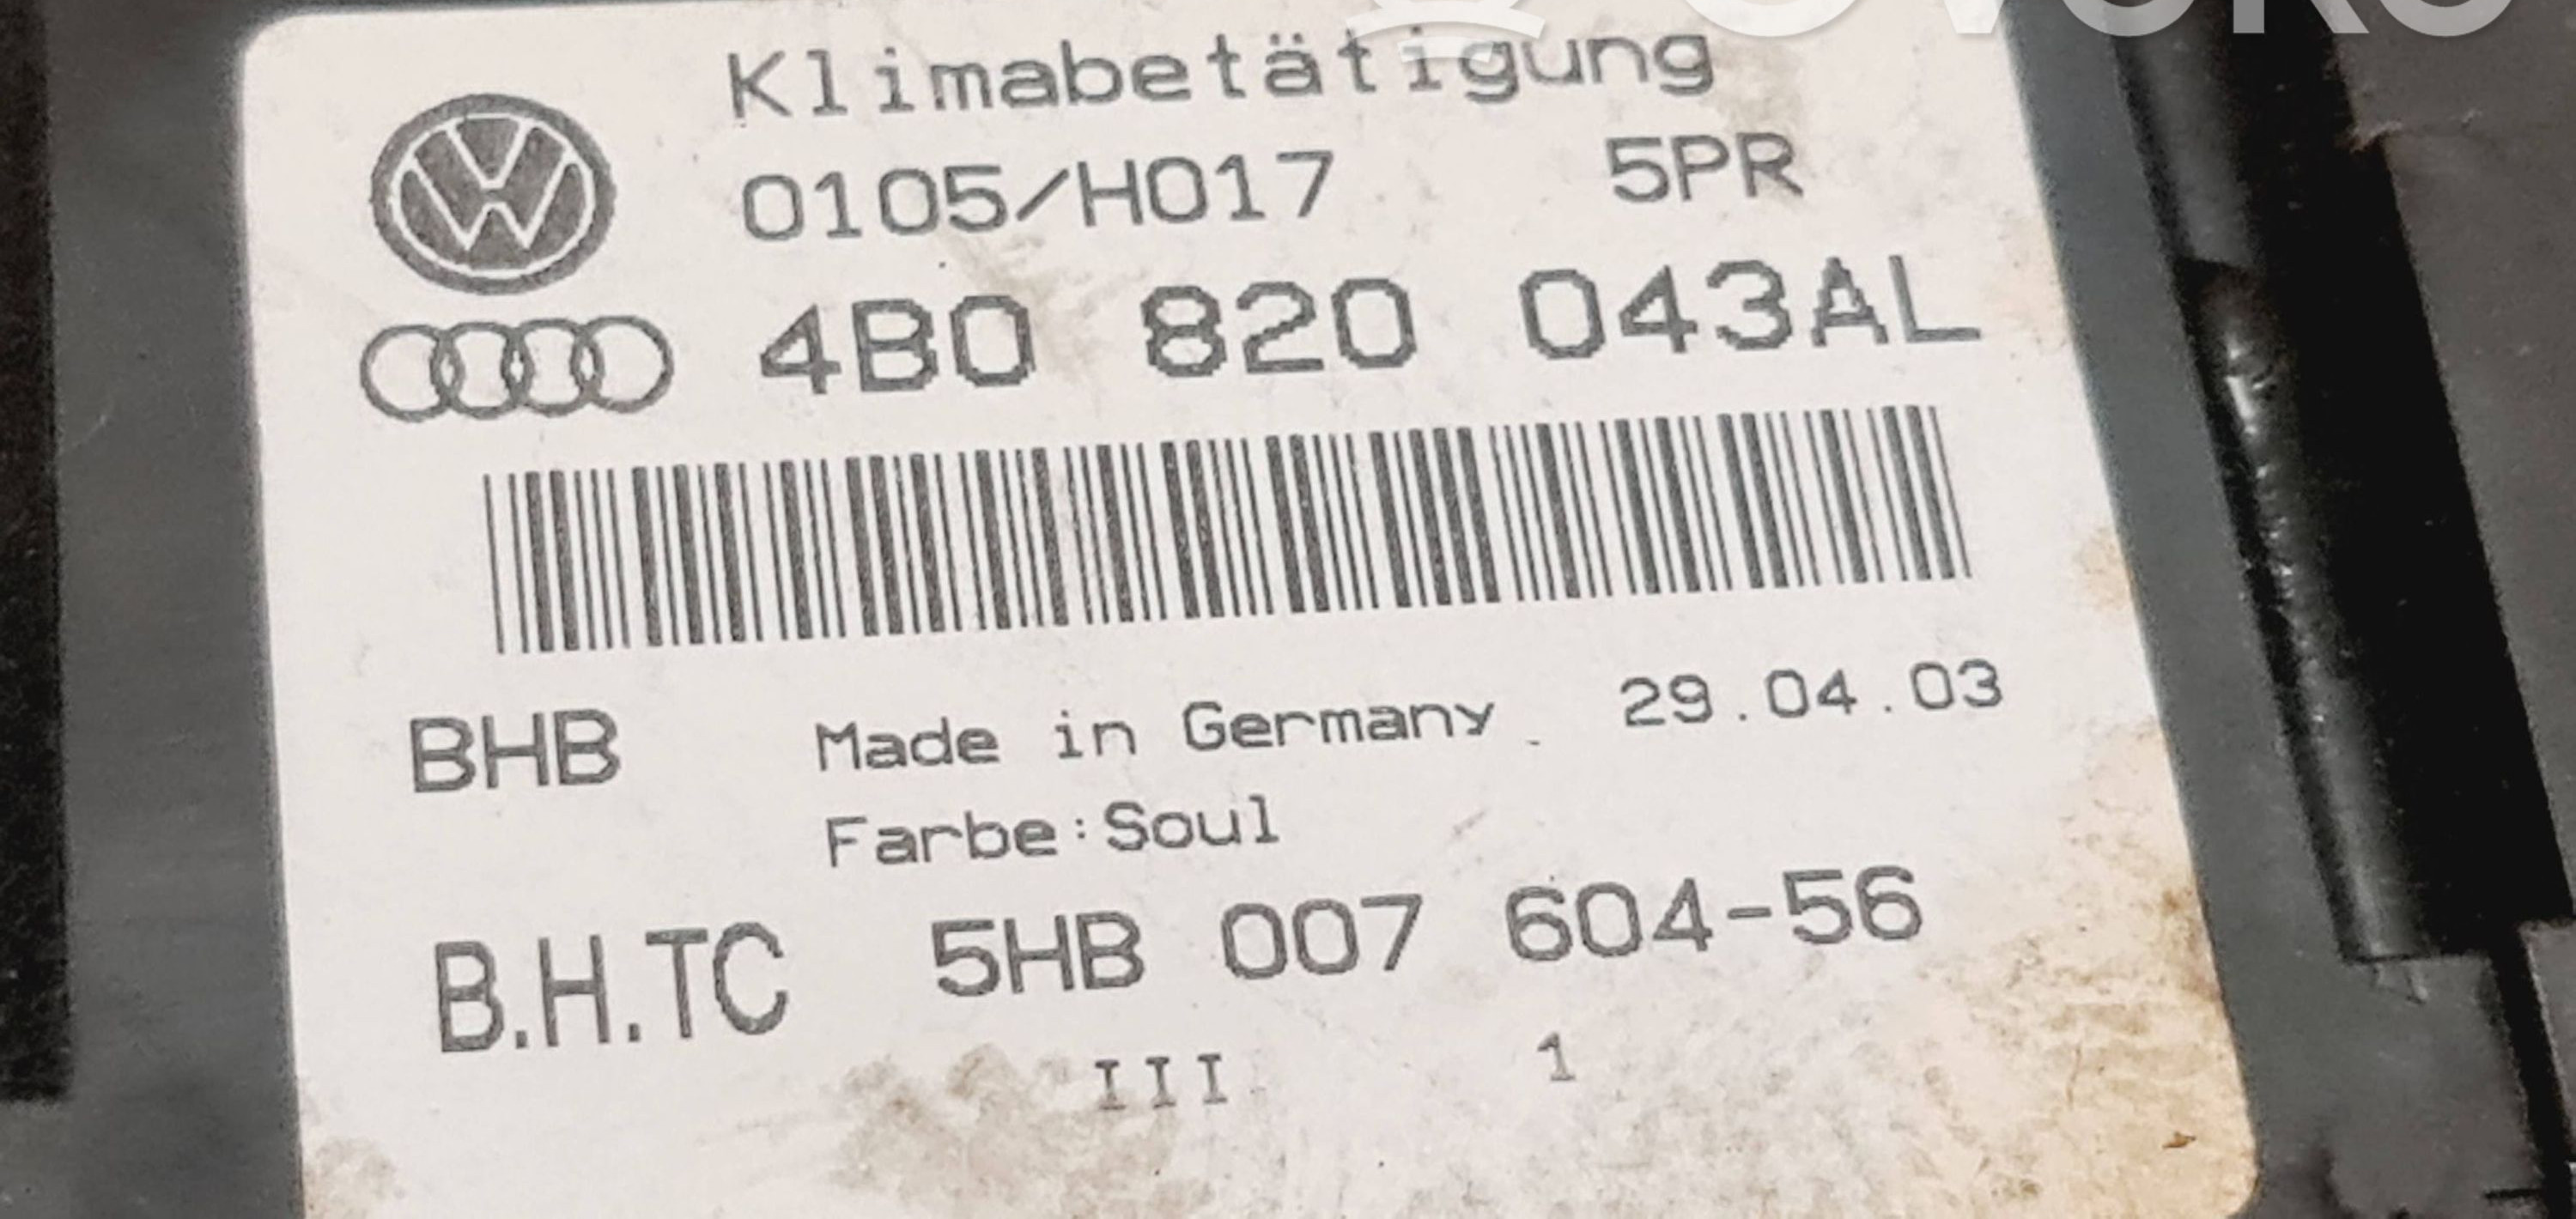 Klimabetätigung
0105/H017 5PR
4B0 820 043AL
BHB Made in Germany 29.04.03
Farbe:Soul
B.H.TC 5HB 007 604-56
III 1